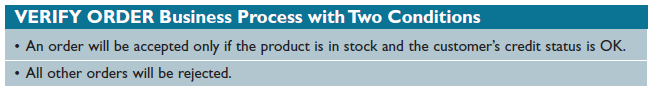 VERIFY ORDER Business Process with Two Conditions
• An order will be accepted only if the product is in stock and the customer’s credit status is OK.
• All other orders will be rejected.